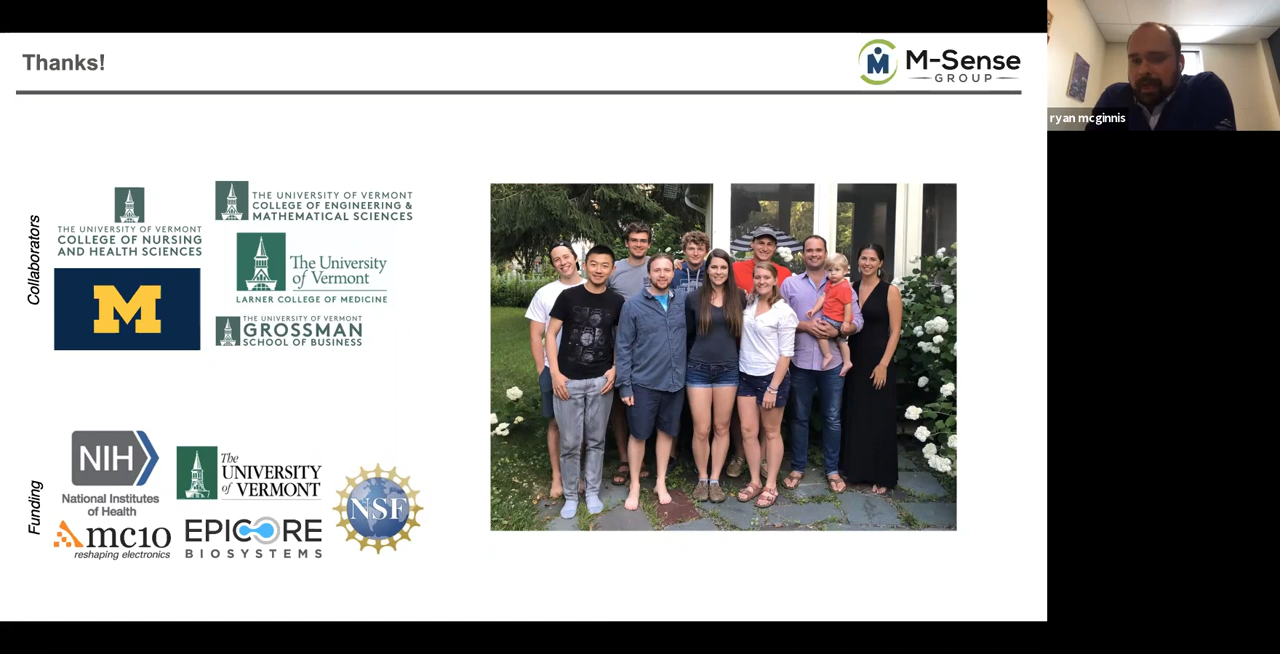 Thanks!
M-Sense
GROUP
ryan mcginnis
Collaborators
THE UNIVERSITY OF VERMONT
COLLEGE OF NURSING
AND HEALTH SCIENCES
THE UNIVERSITY OF VERMONT
COLLEGE OF ENGINEERING &
MATHEMATICAL SCIENCES
M
The University
of Vermont
LARNER COLLEGE OF MEDICINE
THE UNIVERSITY OF VERMONT
GROSSMAN
SCHOOL OF BUSINESS
Funding
NIH
National Institutes
of Health
The
UNIVERSITY
of VERMONT
NSF
mc10
reshaping electronics
EPICORE
BIOSYSTEMS